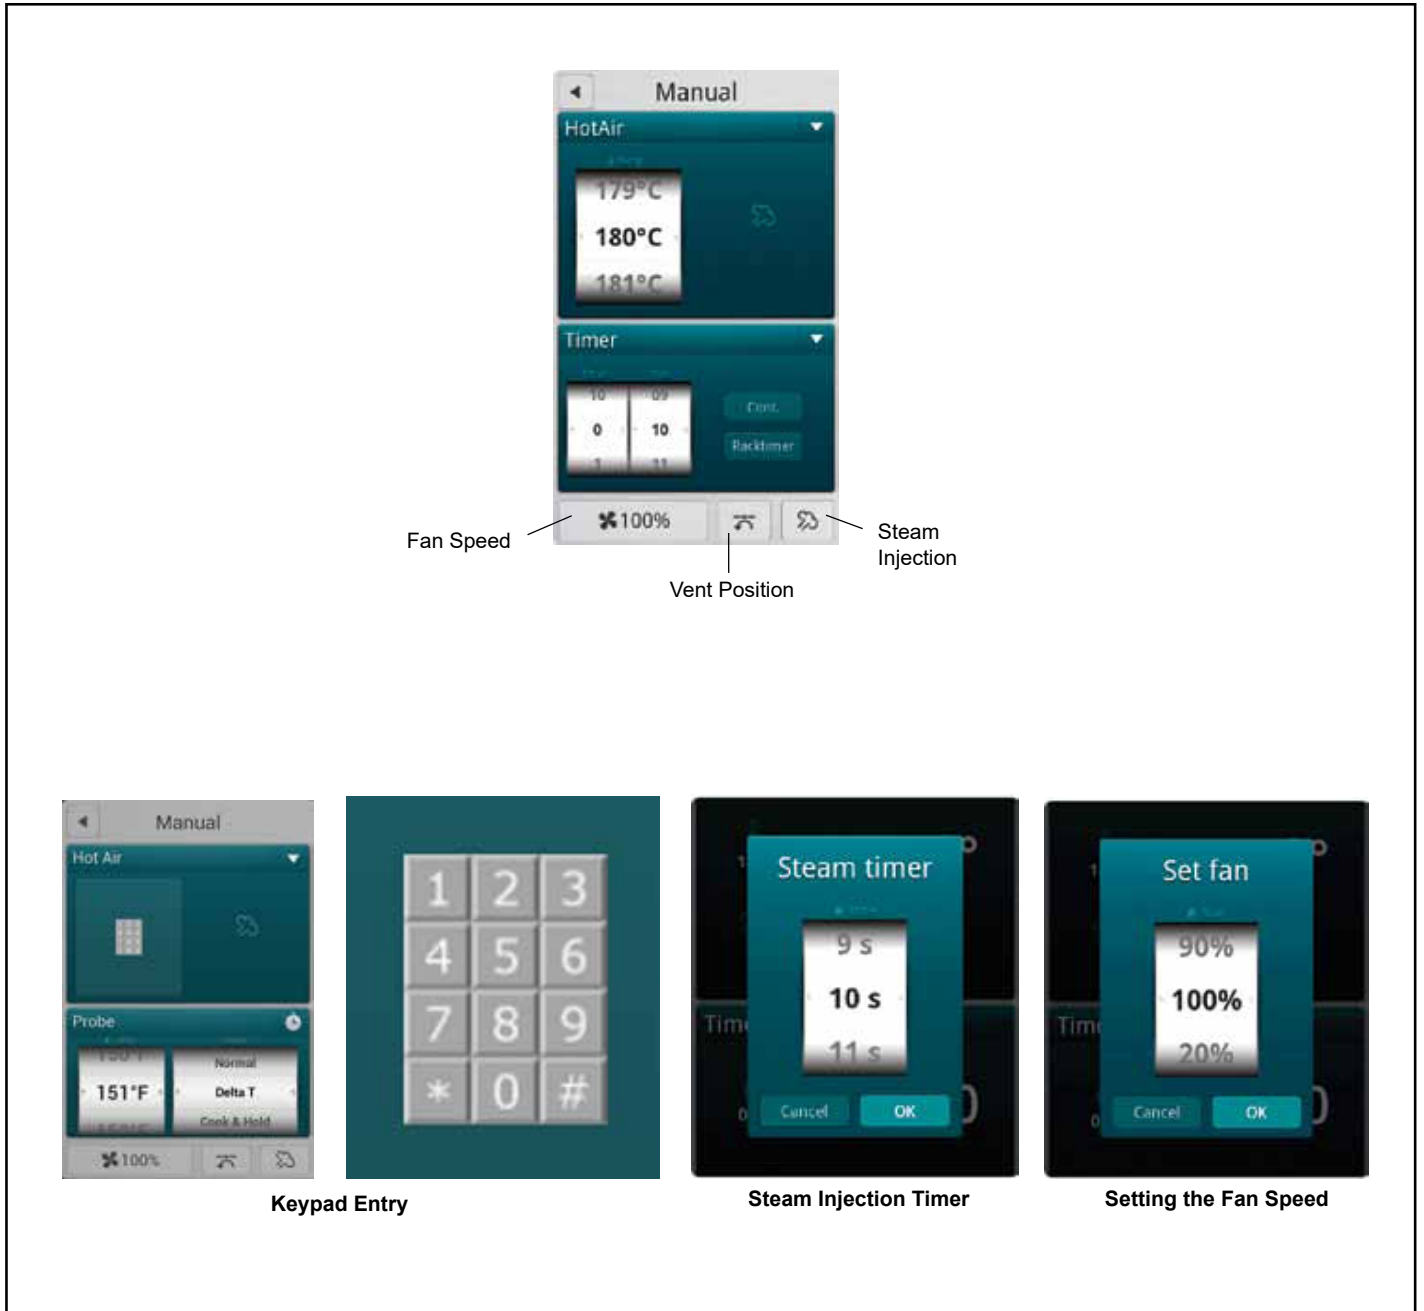 Manual
HotAir
179°C
180°C
181°C
Timer
10 09
0 10
1 11
Cont.
Racktimer
100%
Fan Speed
Vent Position
Steam
Injection
Manual
Hot Air
Probe
150°F Normal
151°F Delta T
Cook & Hold
100%
1 2 3
4 5 6
7 8 9
* 0 #
Keypad Entry
Steam timer
9 s
10 s
11 s
Cancel OK
Steam Injection Timer
Set fan
90%
100%
20%
Cancel OK
Setting the Fan Speed